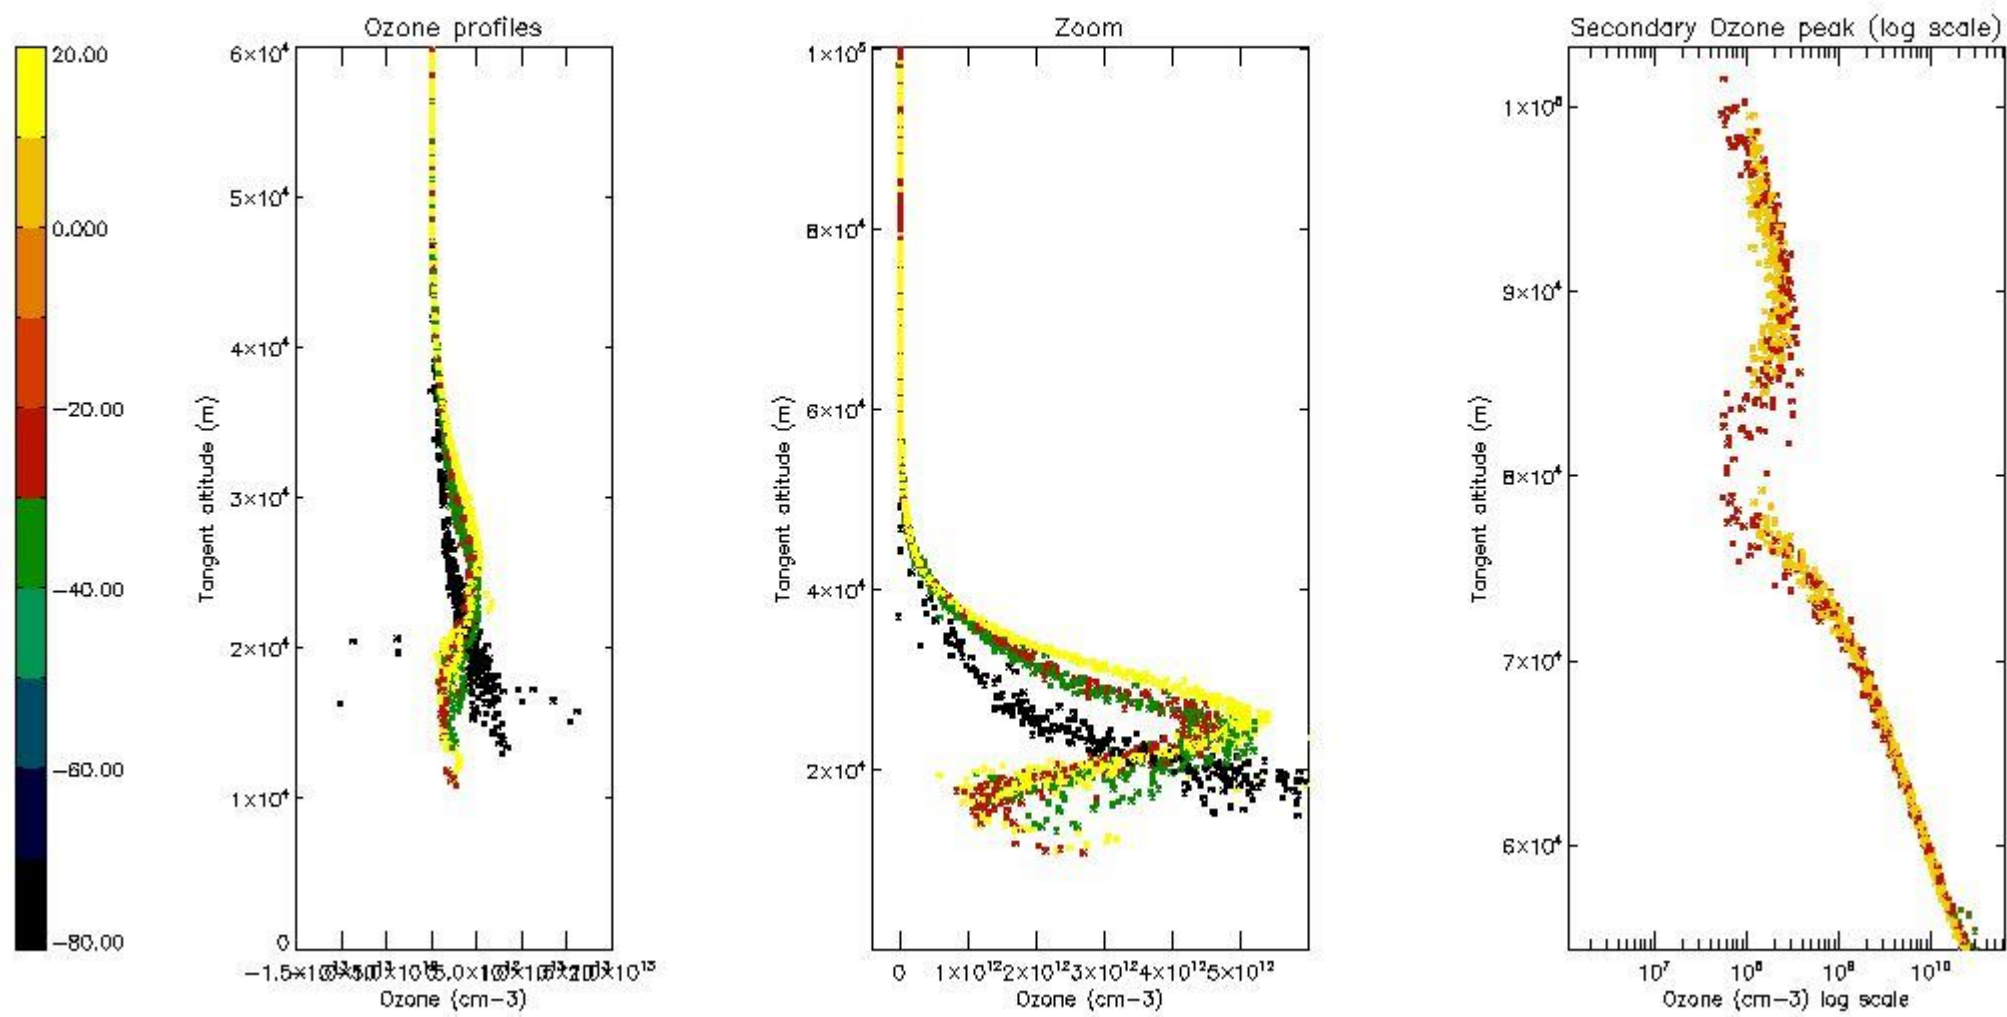 Ozone profiles
Zoom
Secondary Ozone peak (log scale)
20.00
0.000
−20.00
−40.00
−60.00
−80.00
6×10⁴
5×10⁴
4×10⁴
3×10⁴
2×10⁴
1×10⁴
0
Tangent altitude (m)
Ozone (cm−3)
1×10⁵
8×10⁴
6×10⁴
4×10⁴
2×10⁴
Tangent altitude (m)
0 1×10¹² 2×10¹² 3×10¹² 4×10¹² 5×10¹²
Ozone (cm−3)
1×10⁵
9×10⁴
8×10⁴
7×10⁴
6×10⁴
Tangent altitude (m)
10⁷ 10⁸ 10⁹ 10¹⁰
Ozone (cm−3) log scale